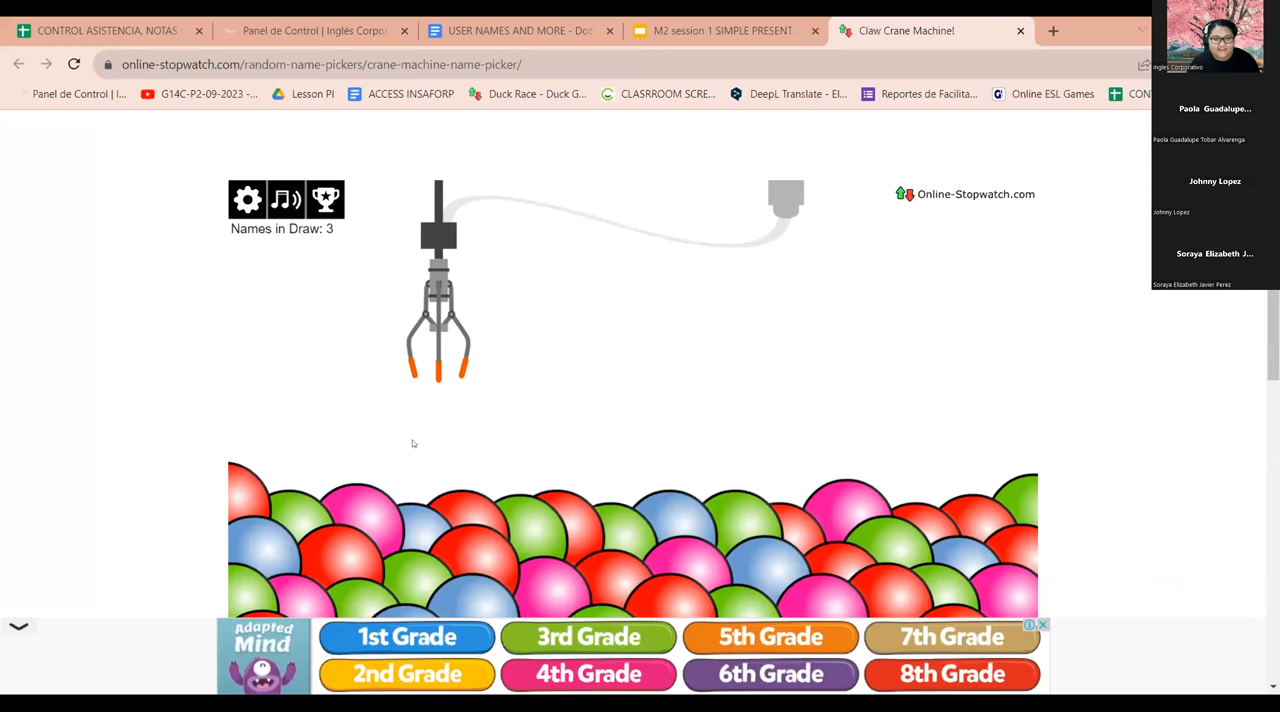 CONTROL ASISTENCIA, NOTAS
Panel de Control | Inglés Corpor
USER NAMES AND MORE - Doc
M2 session 1 SIMPLE PRESENT
Claw Crane Machine!
online-stopwatch.com/random-name-pickers/crane-machine-name-picker/
Panel de Control | I...
G14C-P2-09-2023 -...
Lesson PI
ACCESS INSAFORP
Duck Race - Duck G...
CLASRROOM SCRE...
DeepL Translate - El...
Reportes de Facilita...
Online ESL Games
CON
Ingles Corporativo
Paola Guadalupe...
Paola Guadalupe Tobar Alvarenga
Johnny Lopez
Johnny Lopez
Soraya Elizabeth J...
Soraya Elizabeth Javier Perez
Names in Draw: 3
Online-Stopwatch.com
Adapted
Mind
1st Grade
3rd Grade
5th Grade
7th Grade
2nd Grade
4th Grade
6th Grade
8th Grade